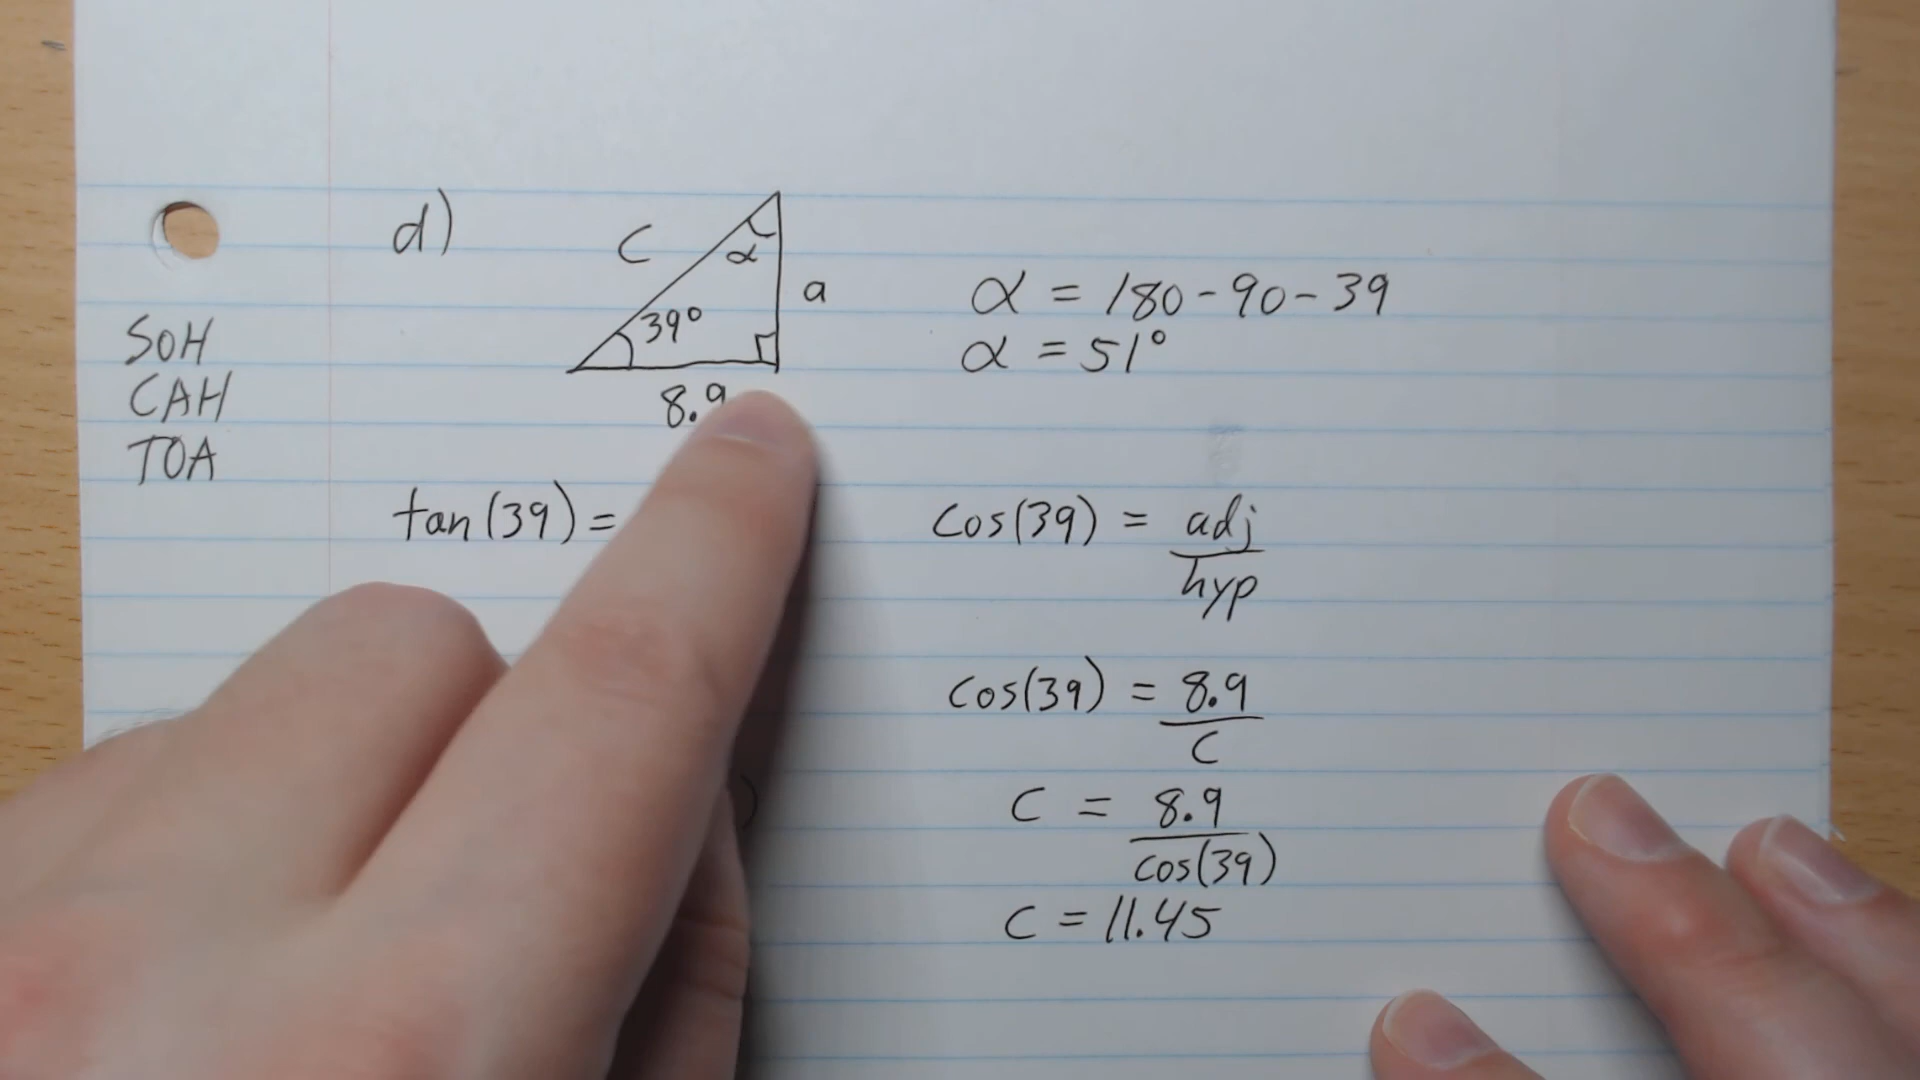 d)
C
α
a
39°
8.9
SOH
CAH
TOA
α = 180 - 90 - 39
α = 51°
tan(39) =
cos(39) = adj
hyp
cos(39) = 8.9
C
C = 8.9
cos(39)
C = 11.45